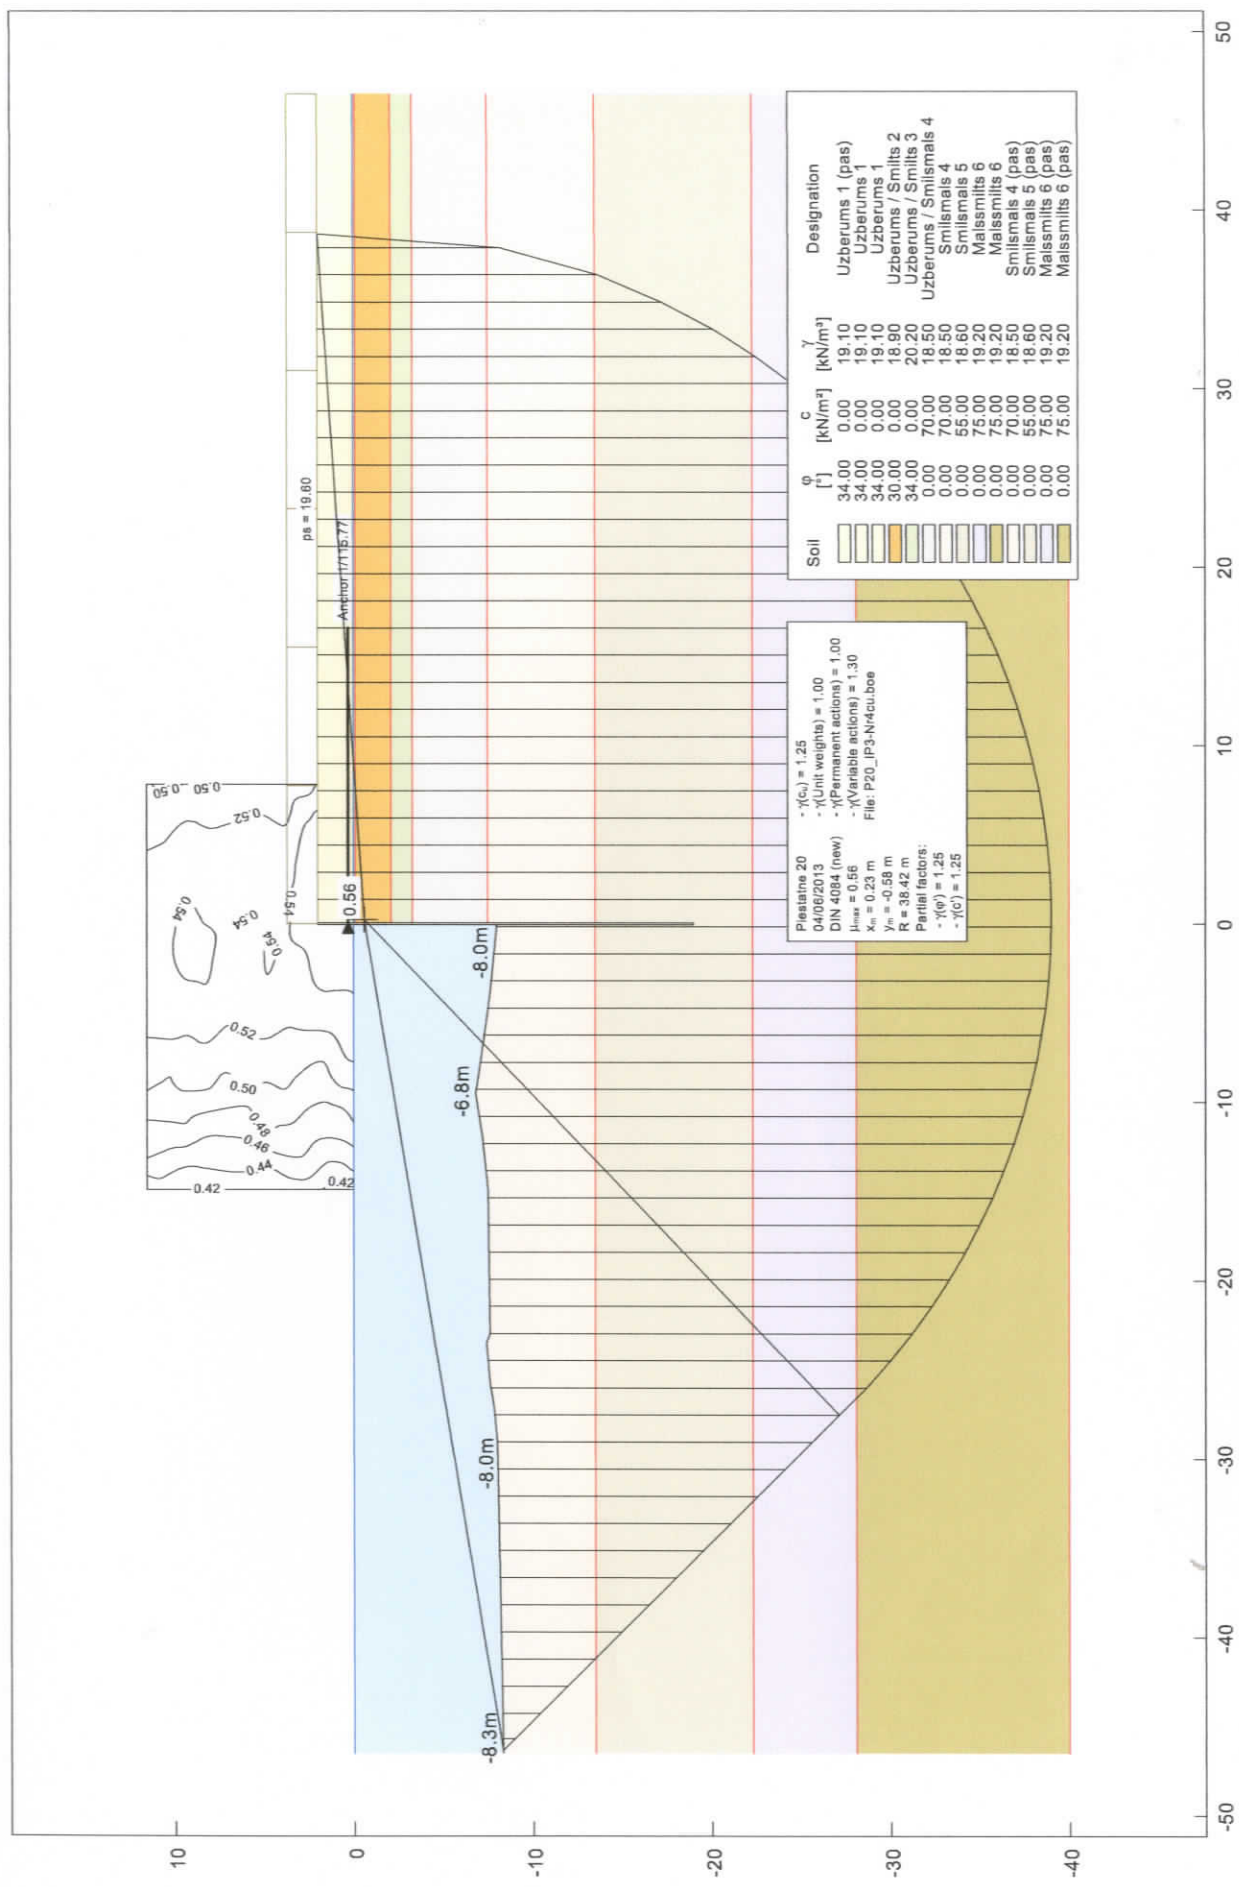 10
0
-10
-20
-30
-40
-50
-40
-30
-20
-10
0
10
20
30
40
50
0.50
0.50
0.52
0.54
0.54
0.54
0.54
0.52
0.50
0.48
0.46
0.44
0.42
0.42
0.56
ps = 19.60
Anchor 1/115.77
-8.3m
-8.0m
-6.8m
-8.0m
Piestatne 20
04/06/2013
DIN 4084 (new)
μmax = 0.56
xm = 0.23 m
ym = -0.58 m
R = 38.42 m
Partial factors:
- γ(φ') = 1.25
- γ(c') = 1.25
- γ(cu) = 1.25
- γ(Unit weights) = 1.00
- γ(Permanent actions) = 1.00
- γ(Variable actions) = 1.30
File: P20_IP3-Nr4cu.boe
Soil φ [°] c [kN/m²] γ [kN/m³] Designation
34.00 0.00 19.10 Uzberums 1 (pas)
34.00 0.00 19.10 Uzberums 1
34.00 0.00 19.10 Uzberums 1
30.00 0.00 18.90 Uzberums / Smilts 2
34.00 0.00 20.20 Uzberums / Smilts 3
0.00 70.00 18.50 Uzberums / Smilsmals 4
0.00 70.00 18.50 Smilsmals 4
0.00 55.00 18.60 Smilsmals 5
0.00 75.00 19.20 Malssmilts 6
0.00 75.00 19.20 Malssmilts 6
0.00 70.00 18.50 Smilsmals 4 (pas)
0.00 55.00 18.60 Smilsmals 5 (pas)
0.00 75.00 19.20 Malssmilts 6 (pas)
0.00 75.00 19.20 Malssmilts 6 (pas)